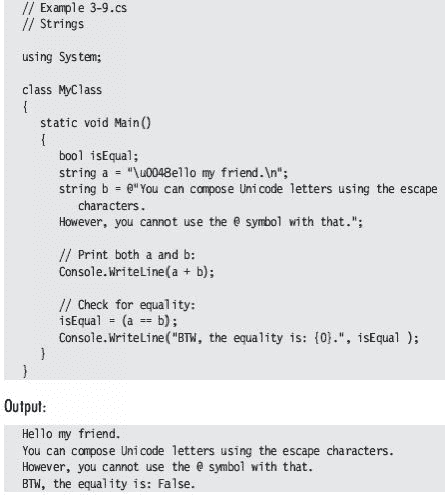 // Example 3-9.cs
// Strings
using System;
class MyClass
{
static void Main()
{
bool isEqual;
string a = "\u0048ello my friend.\n";
string b = @"You can compose Unicode letters using the escape
characters.
However, you cannot use the @ symbol with that.";
// Print both a and b:
Console.WriteLine(a + b);
// Check for equality:
isEqual = (a == b);
Console.WriteLine("BTW, the equality is: {0}.", isEqual );
}
}
Output:
Hello my friend.
You can compose Unicode letters using the escape characters.
However, you cannot use the @ symbol with that.
BTW, the equality is: False.